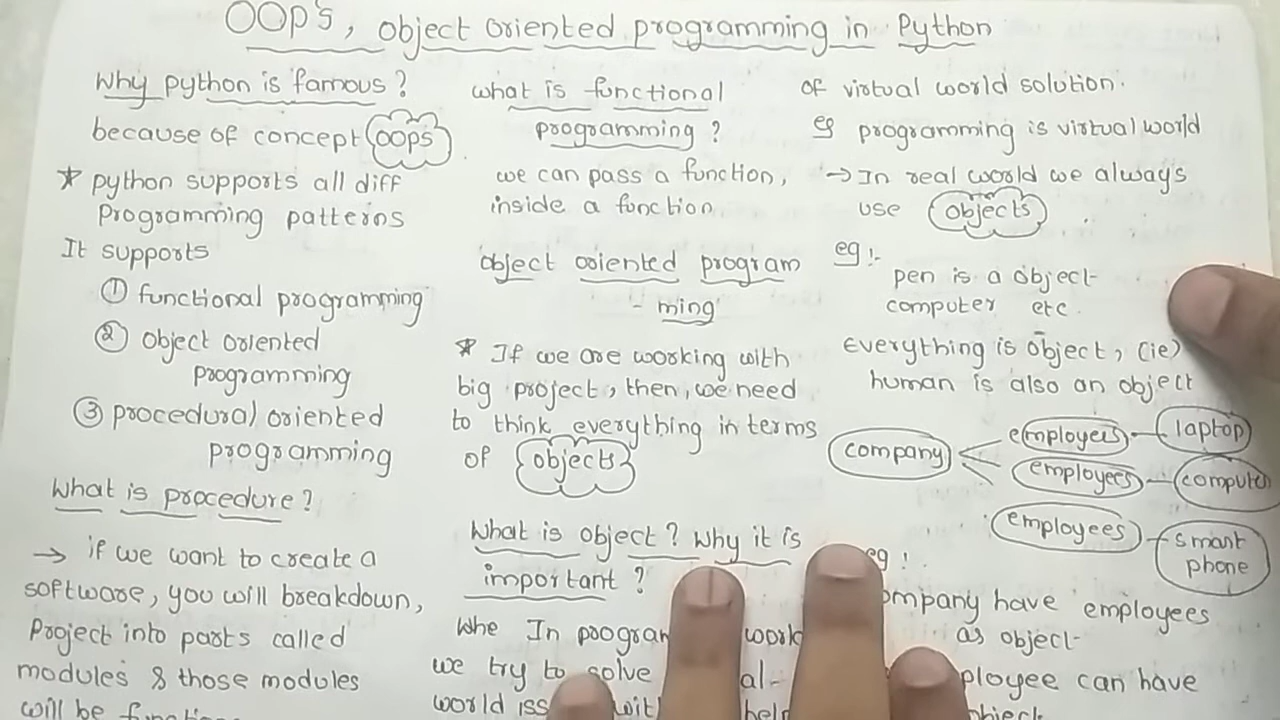 OOP's, object oriented programming in Python
Why python is famous?
because of concept OOPs
* python supports all diff
programming patterns
It supports
① functional programming
② object oriented
programming
③ procedural oriented
programming
What is procedure?
→ if we want to create a
software, you will breakdown,
project into parts called
modules & those modules
will be
what is functional
programming?
we can pass a function,
inside a function
object oriented program
- ming
* If we are working with
big project, then, we need
to think everything in terms
of objects
What is object? Why it is
important?
Whe In work
we try to solve
world
of virtual world solution.
eg programming is virtual world
→ In real world we always
use objects
eg:-
pen is a object
computer etc.
Everything is object, (ie)
human is also an object
company employees laptop
employees computer
employees smart
phone
eg:
have employees
as object
can have